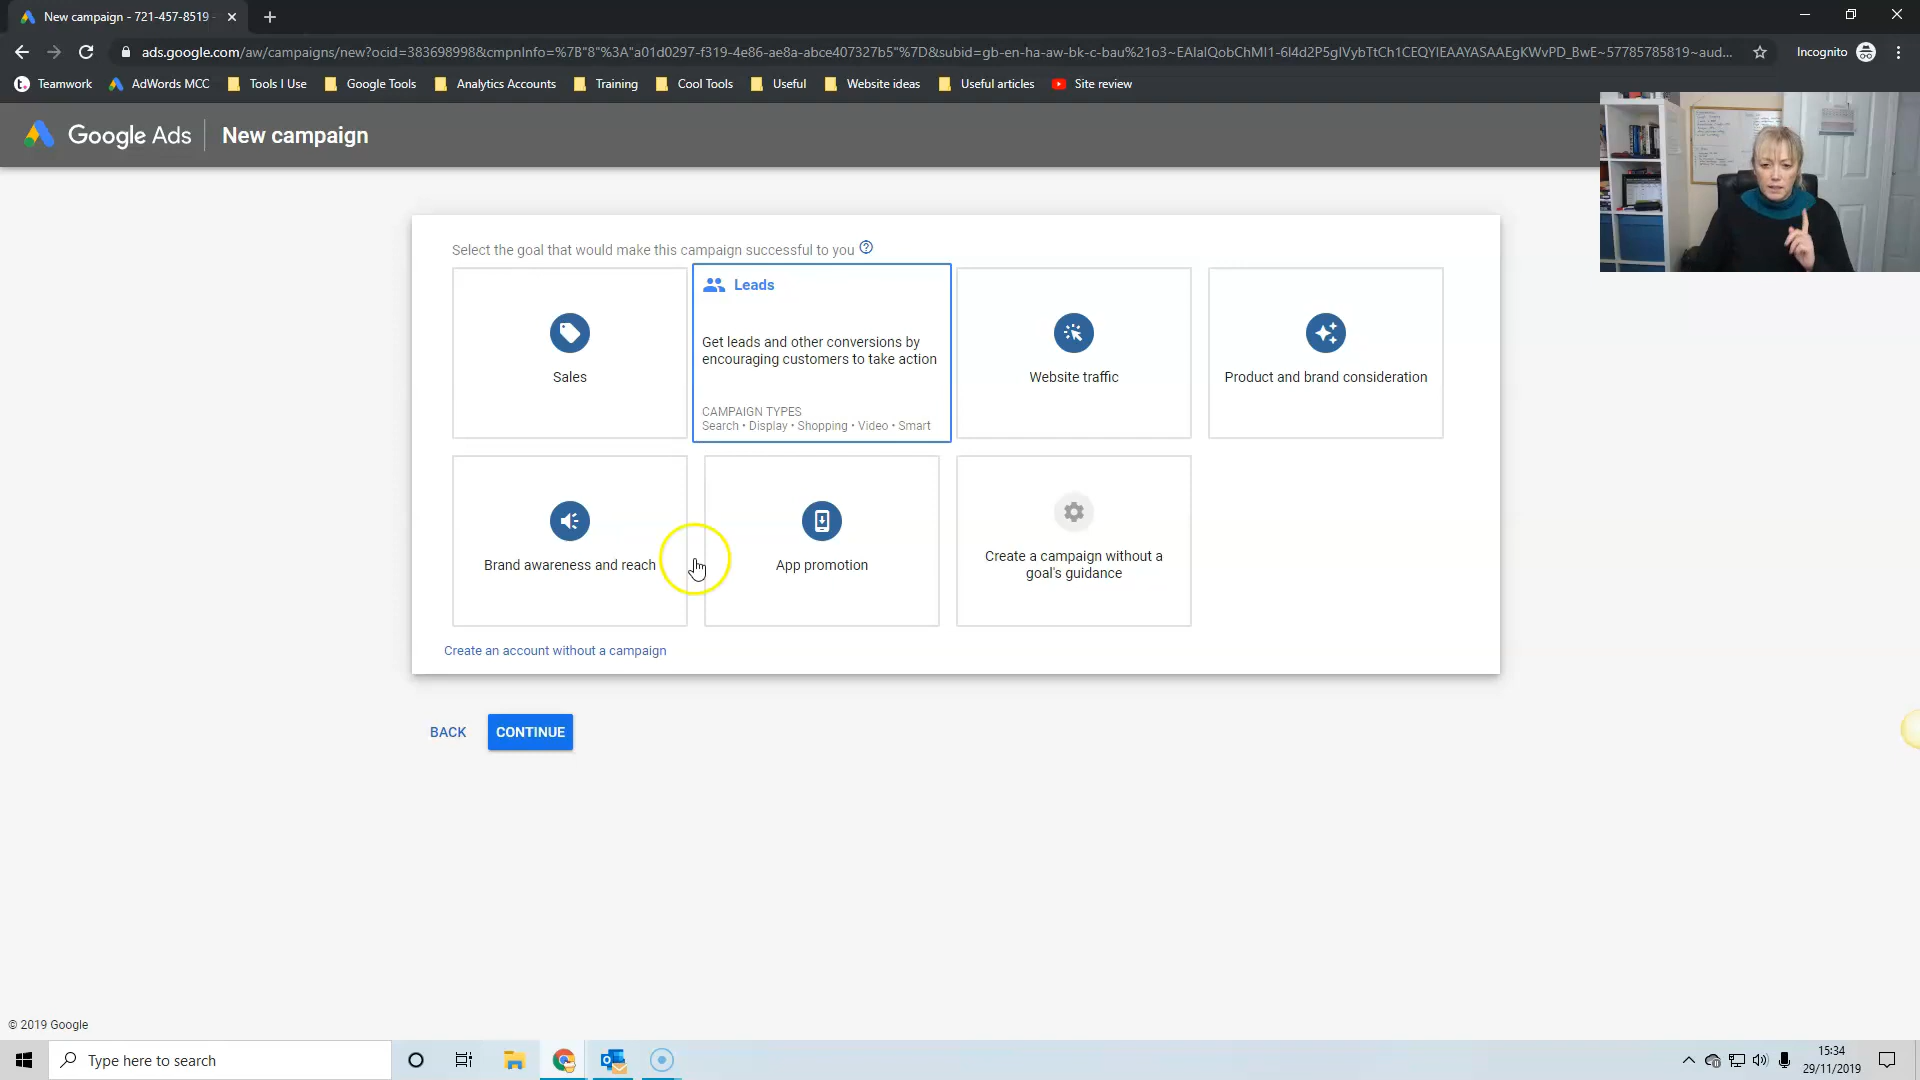 New campaign - 721-457-8519 -
ads.google.com/aw/campaigns/new?ocid=383698998&cmpnInfo=%7B"8"%3A"a01d0297-f319-4e86-ae8a-abce407327b5"%7D&subid=gb-en-ha-aw-bk-c-bau%21o3~EAIaIQobChMI1-6l4d2P5gIVybTtCh1CEQYIEAAYASAAEgKWvPD_BwE~57785785819~aud...
Incognito
Teamwork AdWords MCC Tools I Use Google Tools Analytics Accounts Training Cool Tools Useful Website ideas Useful articles Site review
Google Ads New campaign
Select the goal that would make this campaign successful to you
Sales
Leads
Get leads and other conversions by
encouraging customers to take action
CAMPAIGN TYPES
Search • Display • Shopping • Video • Smart
Website traffic
Product and brand consideration
Brand awareness and reach
App promotion
Create a campaign without a
goal's guidance
Create an account without a campaign
BACK
CONTINUE
© 2019 Google
Type here to search
15:34
29/11/2019